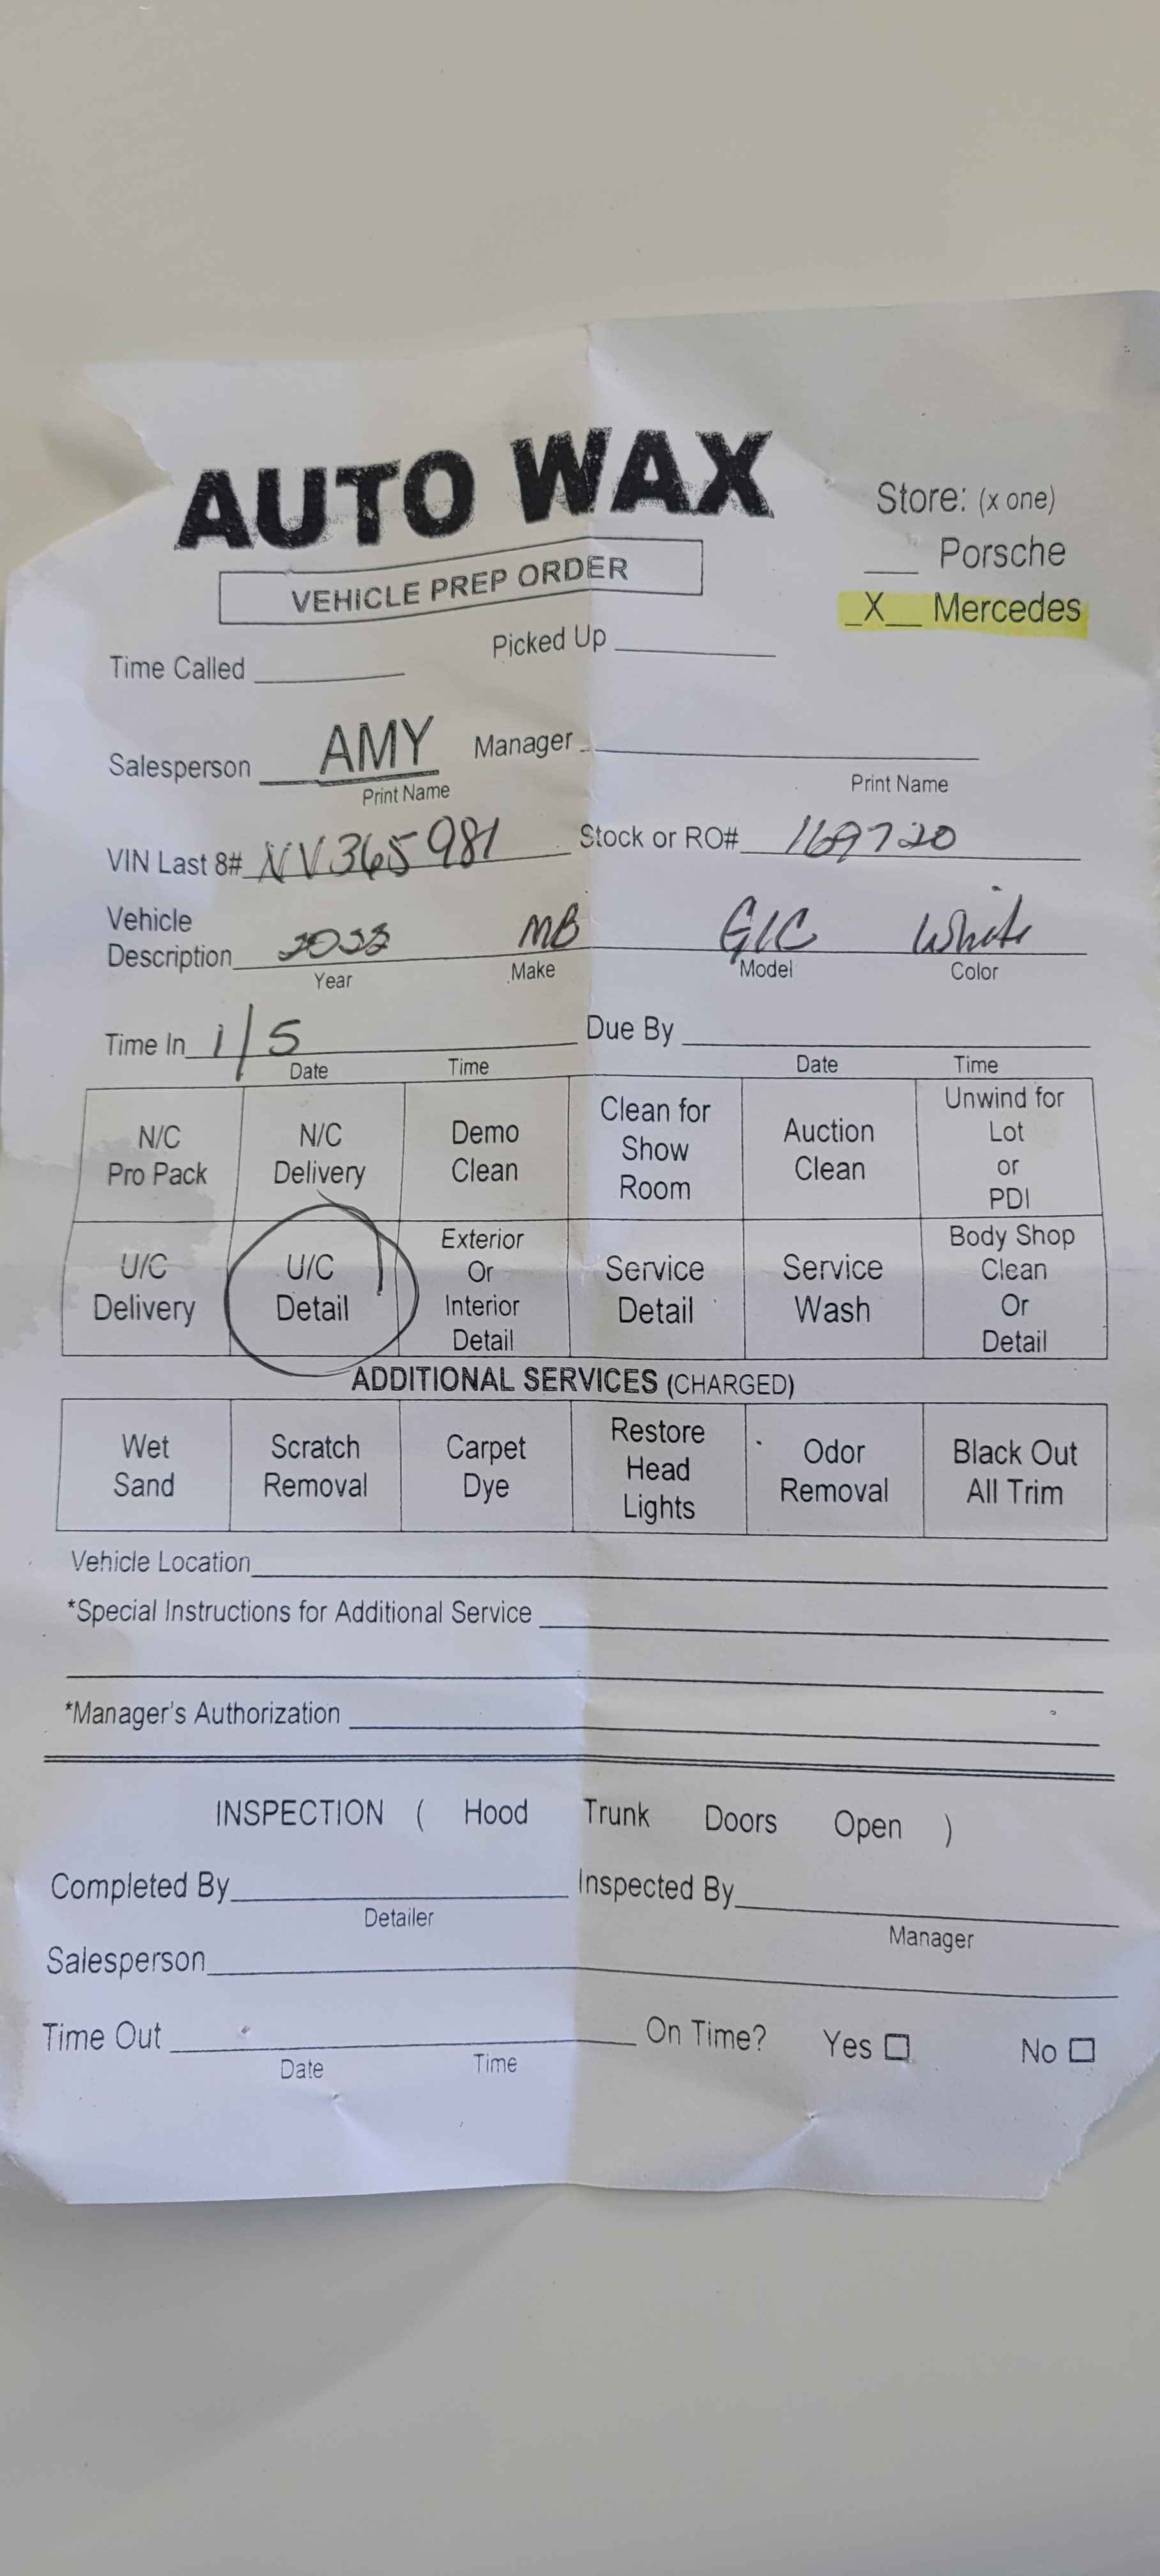 AUTO WAX
Store: (x one)
___ Porsche
_X__ Mercedes
VEHICLE PREP ORDER
Time Called
Picked Up
Salesperson AMY Manager
Print Name
Print Name
VIN Last 8# NV365981 Stock or RO# 169720
Vehicle
Description MB GLC White
Year Make Model Color
Time In 1/5 Due By
Date Time Date Time
N/C
Pro Pack
N/C
Delivery
Demo
Clean
Clean for
Show
Room
Auction
Clean
Unwind for
Lot
or
PDI
U/C
Delivery
U/C
Detail
Exterior
Or
Interior
Detail
Service
Detail
Service
Wash
Body Shop
Clean
Or
Detail
ADDITIONAL SERVICES (CHARGED)
Wet
Sand
Scratch
Removal
Carpet
Dye
Restore
Head
Lights
Odor
Removal
Black Out
All Trim
Vehicle Location
*Special Instructions for Additional Service
*Manager's Authorization
INSPECTION ( Hood Trunk Doors Open )
Completed By Inspected By
Detailer
Manager
Salesperson
Time Out On Time? Yes ☐ No ☐
Date Time